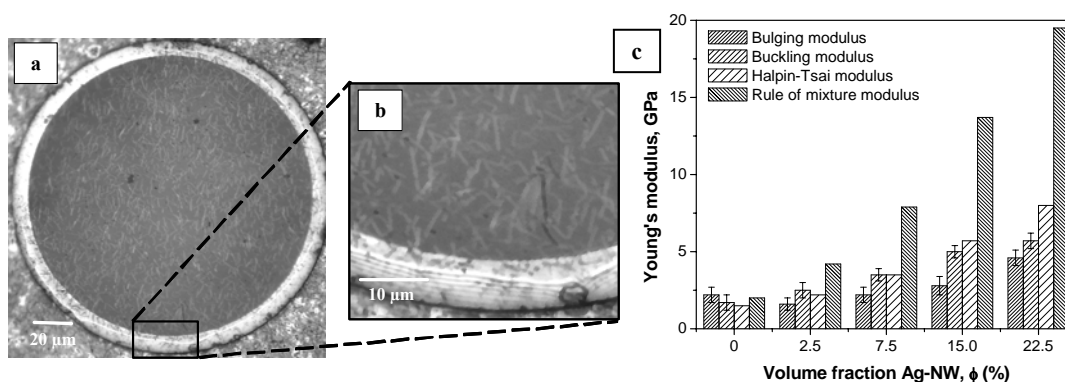 a
20 µm
b
10 µm
c
Young's modulus, GPa
20
15
10
5
0
Bulging modulus
Buckling modulus
Halpin-Tsai modulus
Rule of mixture modulus
0 2.5 7.5 15.0 22.5
Volume fraction Ag-NW, ϕ (%)